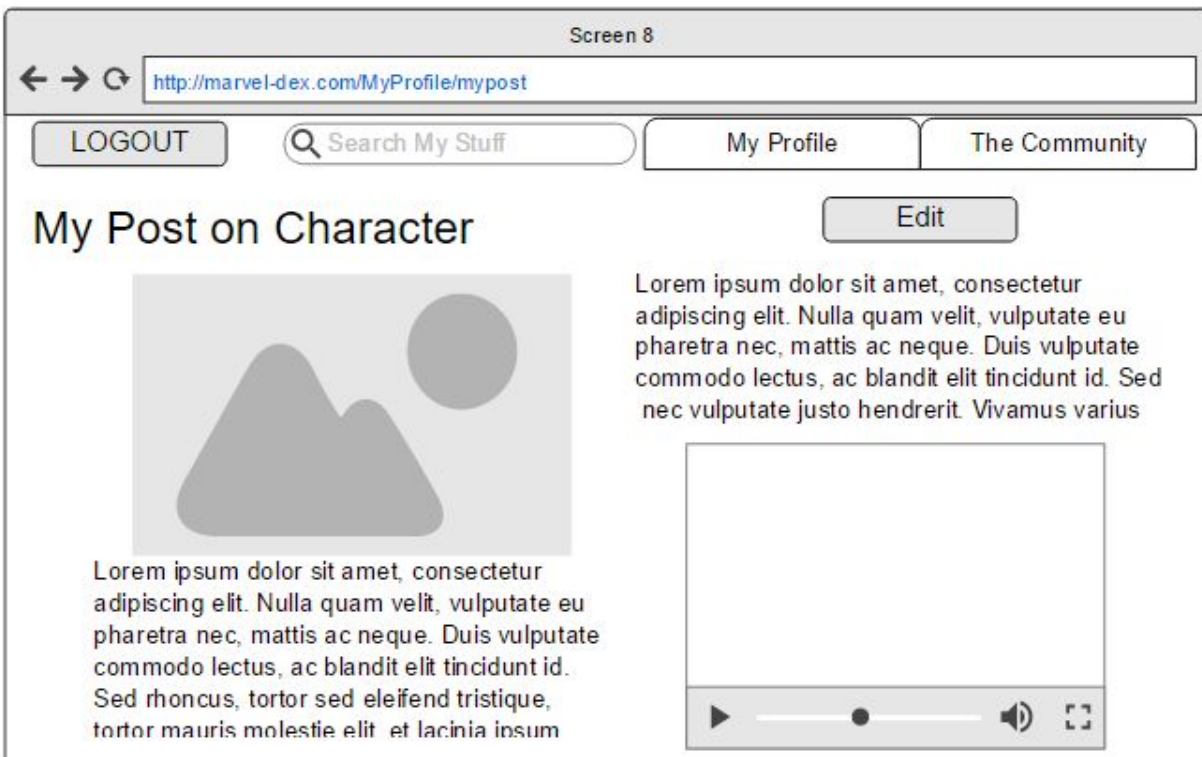 Screen 8
http://marvel-dex.com/MyProfile/mypost
LOGOUT
Search My Stuff
My Profile
The Community
My Post on Character
Edit
Lorem ipsum dolor sit amet, consectetur
adipiscing elit. Nulla quam velit, vulputate eu
pharetra nec, mattis ac neque. Duis vulputate
commodo lectus, ac blandit elit tincidunt id.
Sed rhoncus, tortor sed eleifend tristique,
tortor mauris molestie elit, et lacinia ipsum
Lorem ipsum dolor sit amet, consectetur
adipiscing elit. Nulla quam velit, vulputate eu
pharetra nec, mattis ac neque. Duis vulputate
commodo lectus, ac blandit elit tincidunt id. Sed
nec vulputate justo hendrerit. Vivamus varius